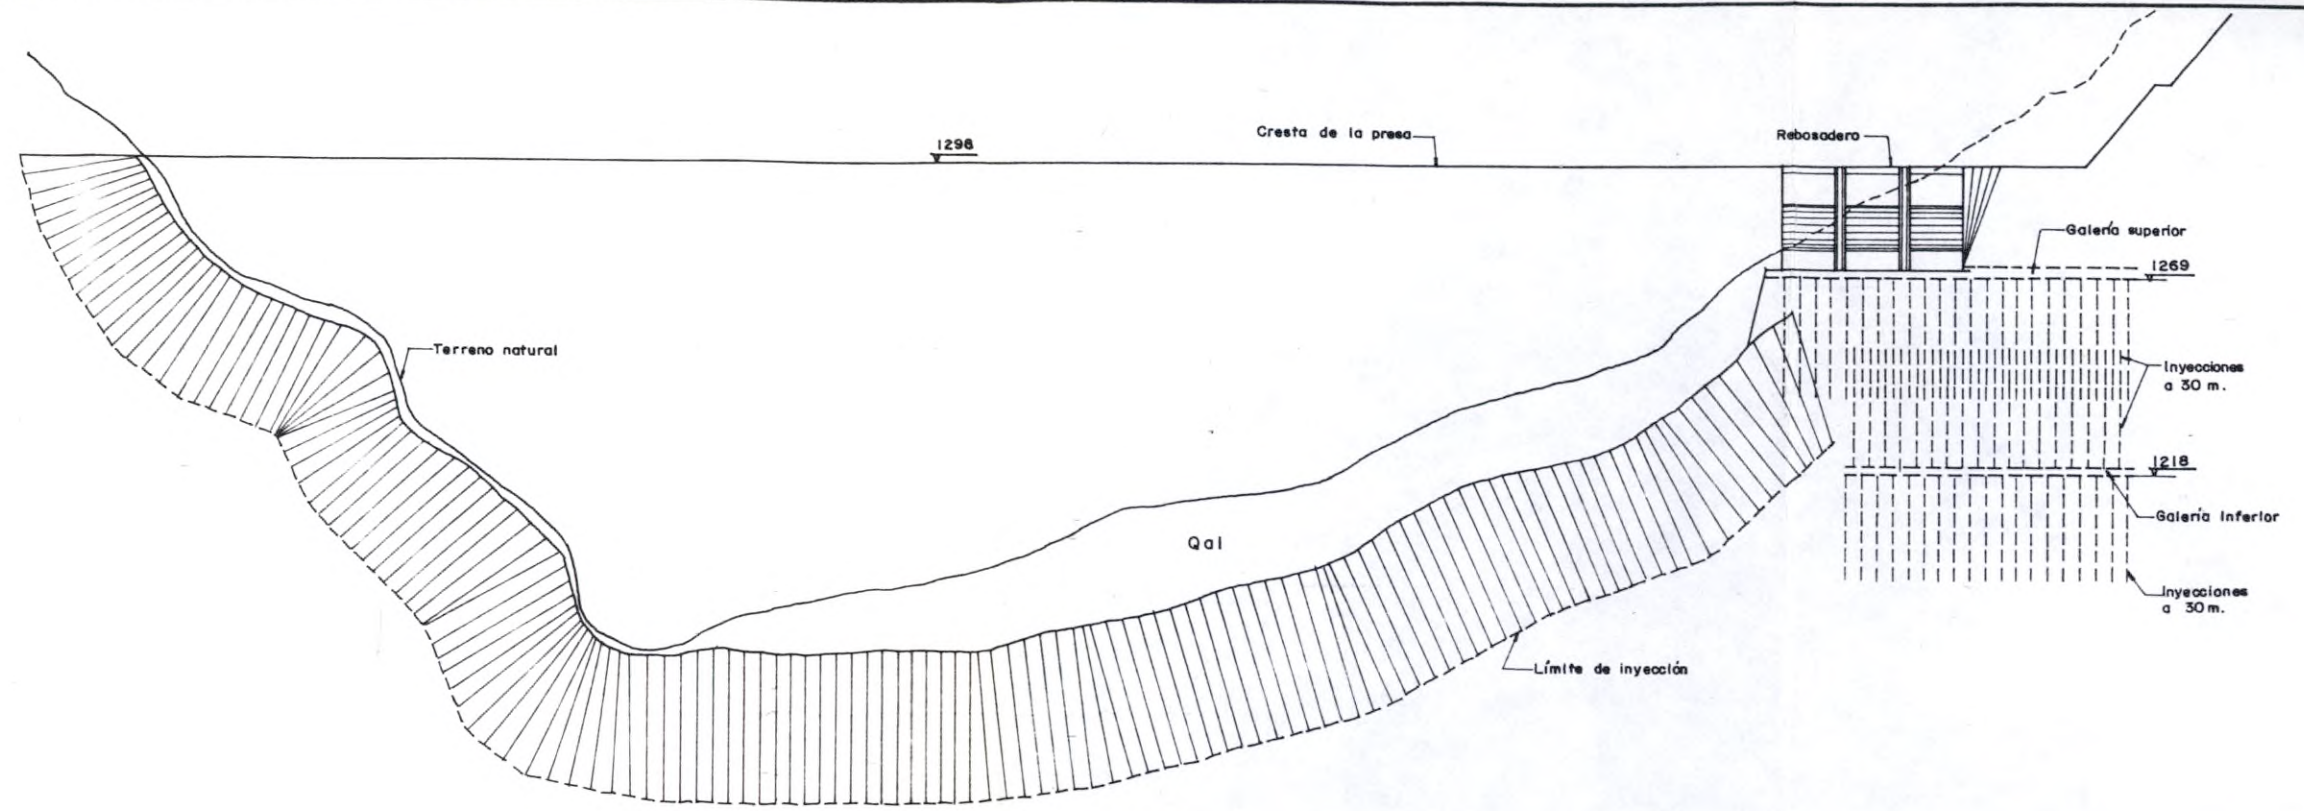 Cresta de la presa
Rebosadero
1298
Galería superior
1269
Terreno natural
Inyecciones
a 30 m.
1218
Galería Inferior
Qal
Inyecciones
a 30 m.
Límite de inyección